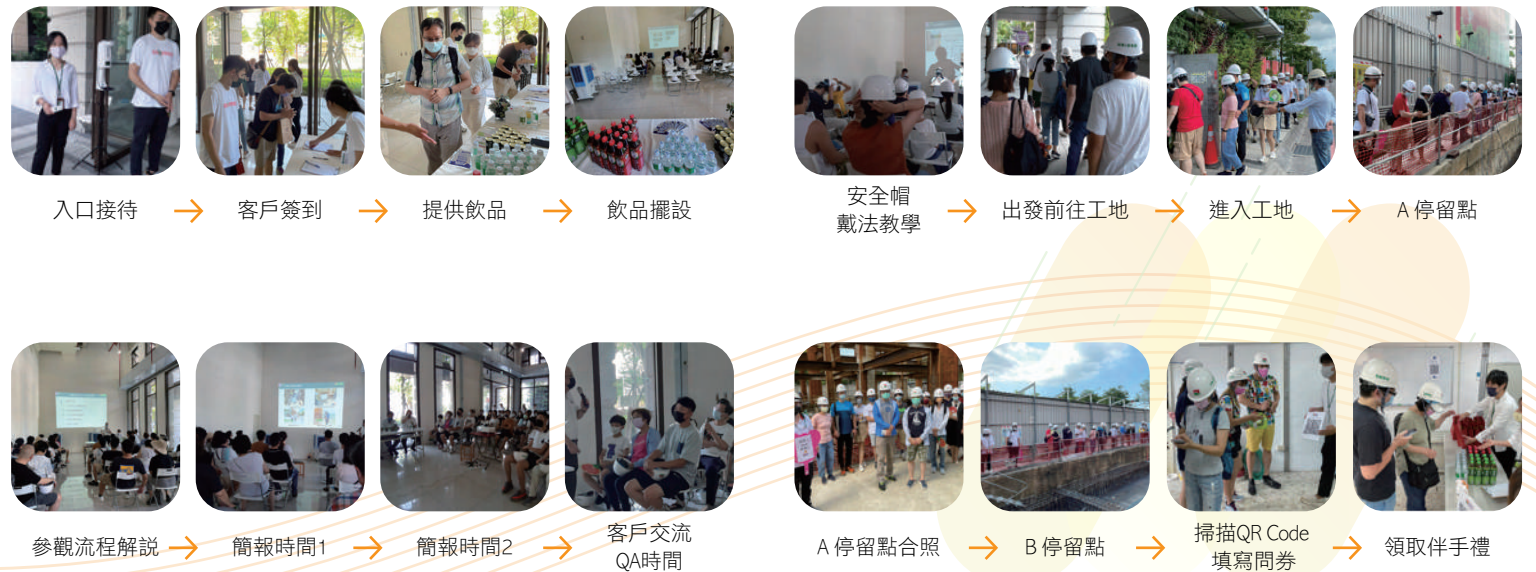 入口接待
客戶簽到
提供飲品
飲品擺設
參觀流程解說
簡報時間1
簡報時間2
客戶交流
QA時間
安全帽
戴法教學
出發前往工地
進入工地
A 停留點
A 停留點合照
B 停留點
掃描QR Code
填寫問券
領取伴手禮